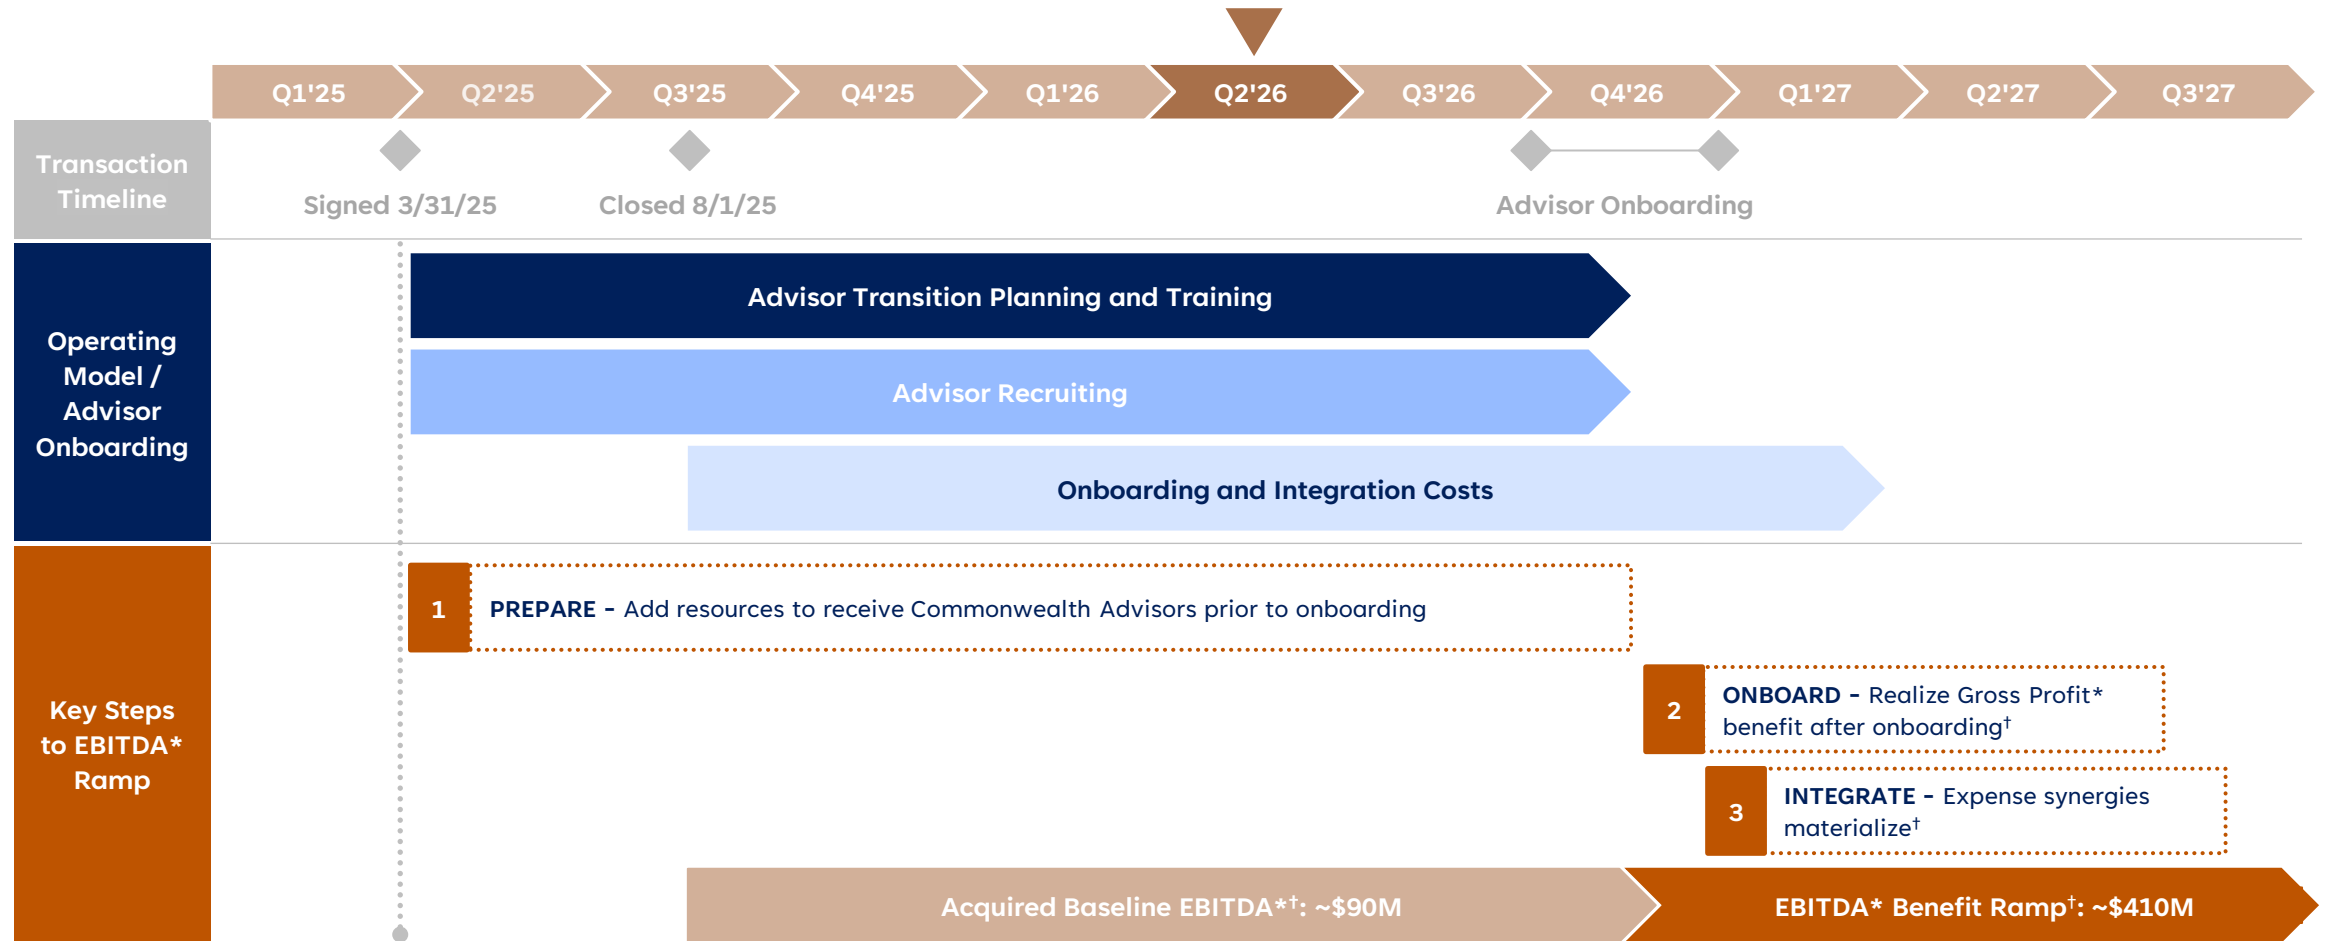 Q1'25
Q2'25
Q3'25
Q4'25
Q1'26
Q2'26
Q3'26
Q4'26
Q1'27
Q2'27
Q3'27
Transaction
Timeline
Signed 3/31/25
Closed 8/1/25
Advisor Onboarding
Operating
Model /
Advisor
Onboarding
Advisor Transition Planning and Training
Advisor Recruiting
Onboarding and Integration Costs
Key Steps
to EBITDA*
Ramp
1
PREPARE - Add resources to receive Commonwealth Advisors prior to onboarding
2
ONBOARD - Realize Gross Profit*
benefit after onboarding†
3
INTEGRATE - Expense synergies
materialize†
Acquired Baseline EBITDA*†: ~$90M
EBITDA* Benefit Ramp†: ~$410M